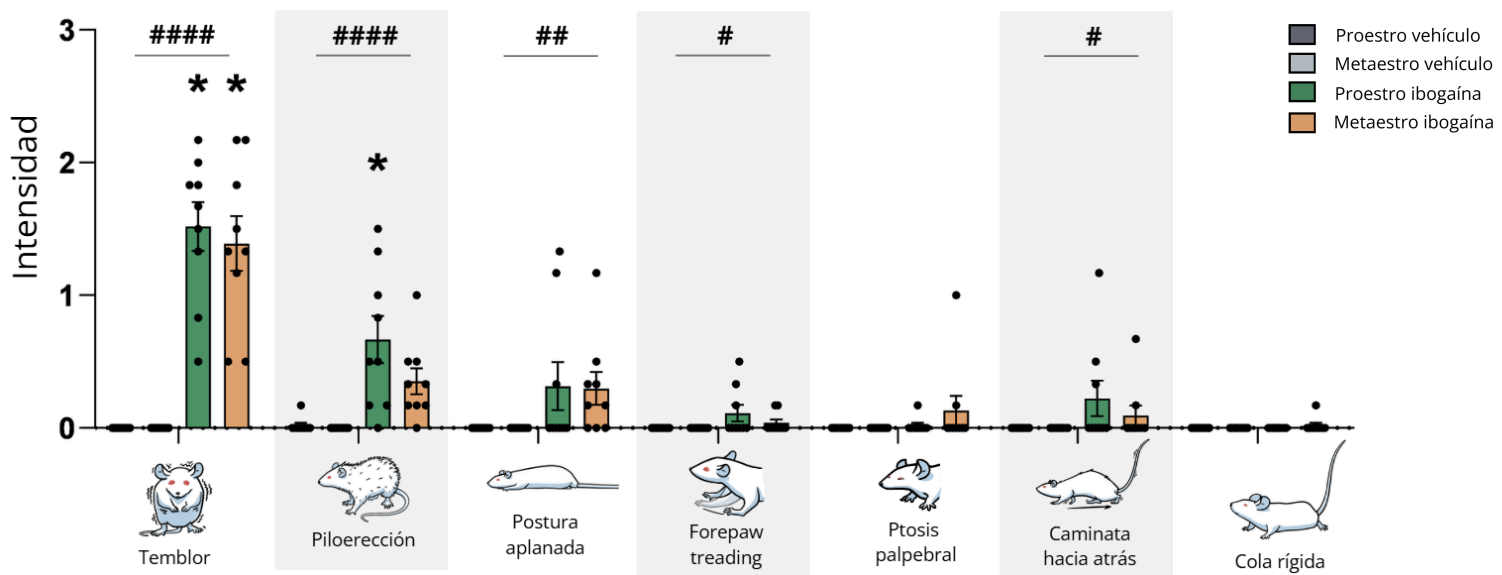 Intensidad
3
2
1
0
####
####
##
#
#
*
*
*
Proestro vehículo
Metaestro vehículo
Proestro ibogaína
Metaestro ibogaína
Temblor
Piloerección
Postura
aplanada
Forepaw
treading
Ptosis
palpebral
Caminata
hacia atrás
Cola rígida